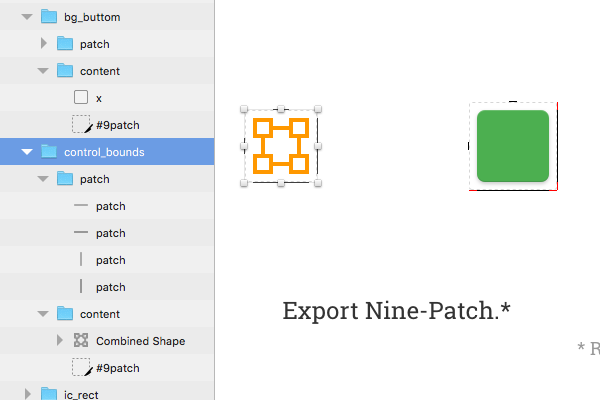 bg_buttom
patch
content
x
#9patch
control_bounds
patch
patch
patch
patch
patch
content
Combined Shape
#9patch
ic_rect
Export Nine-Patch.*
* R